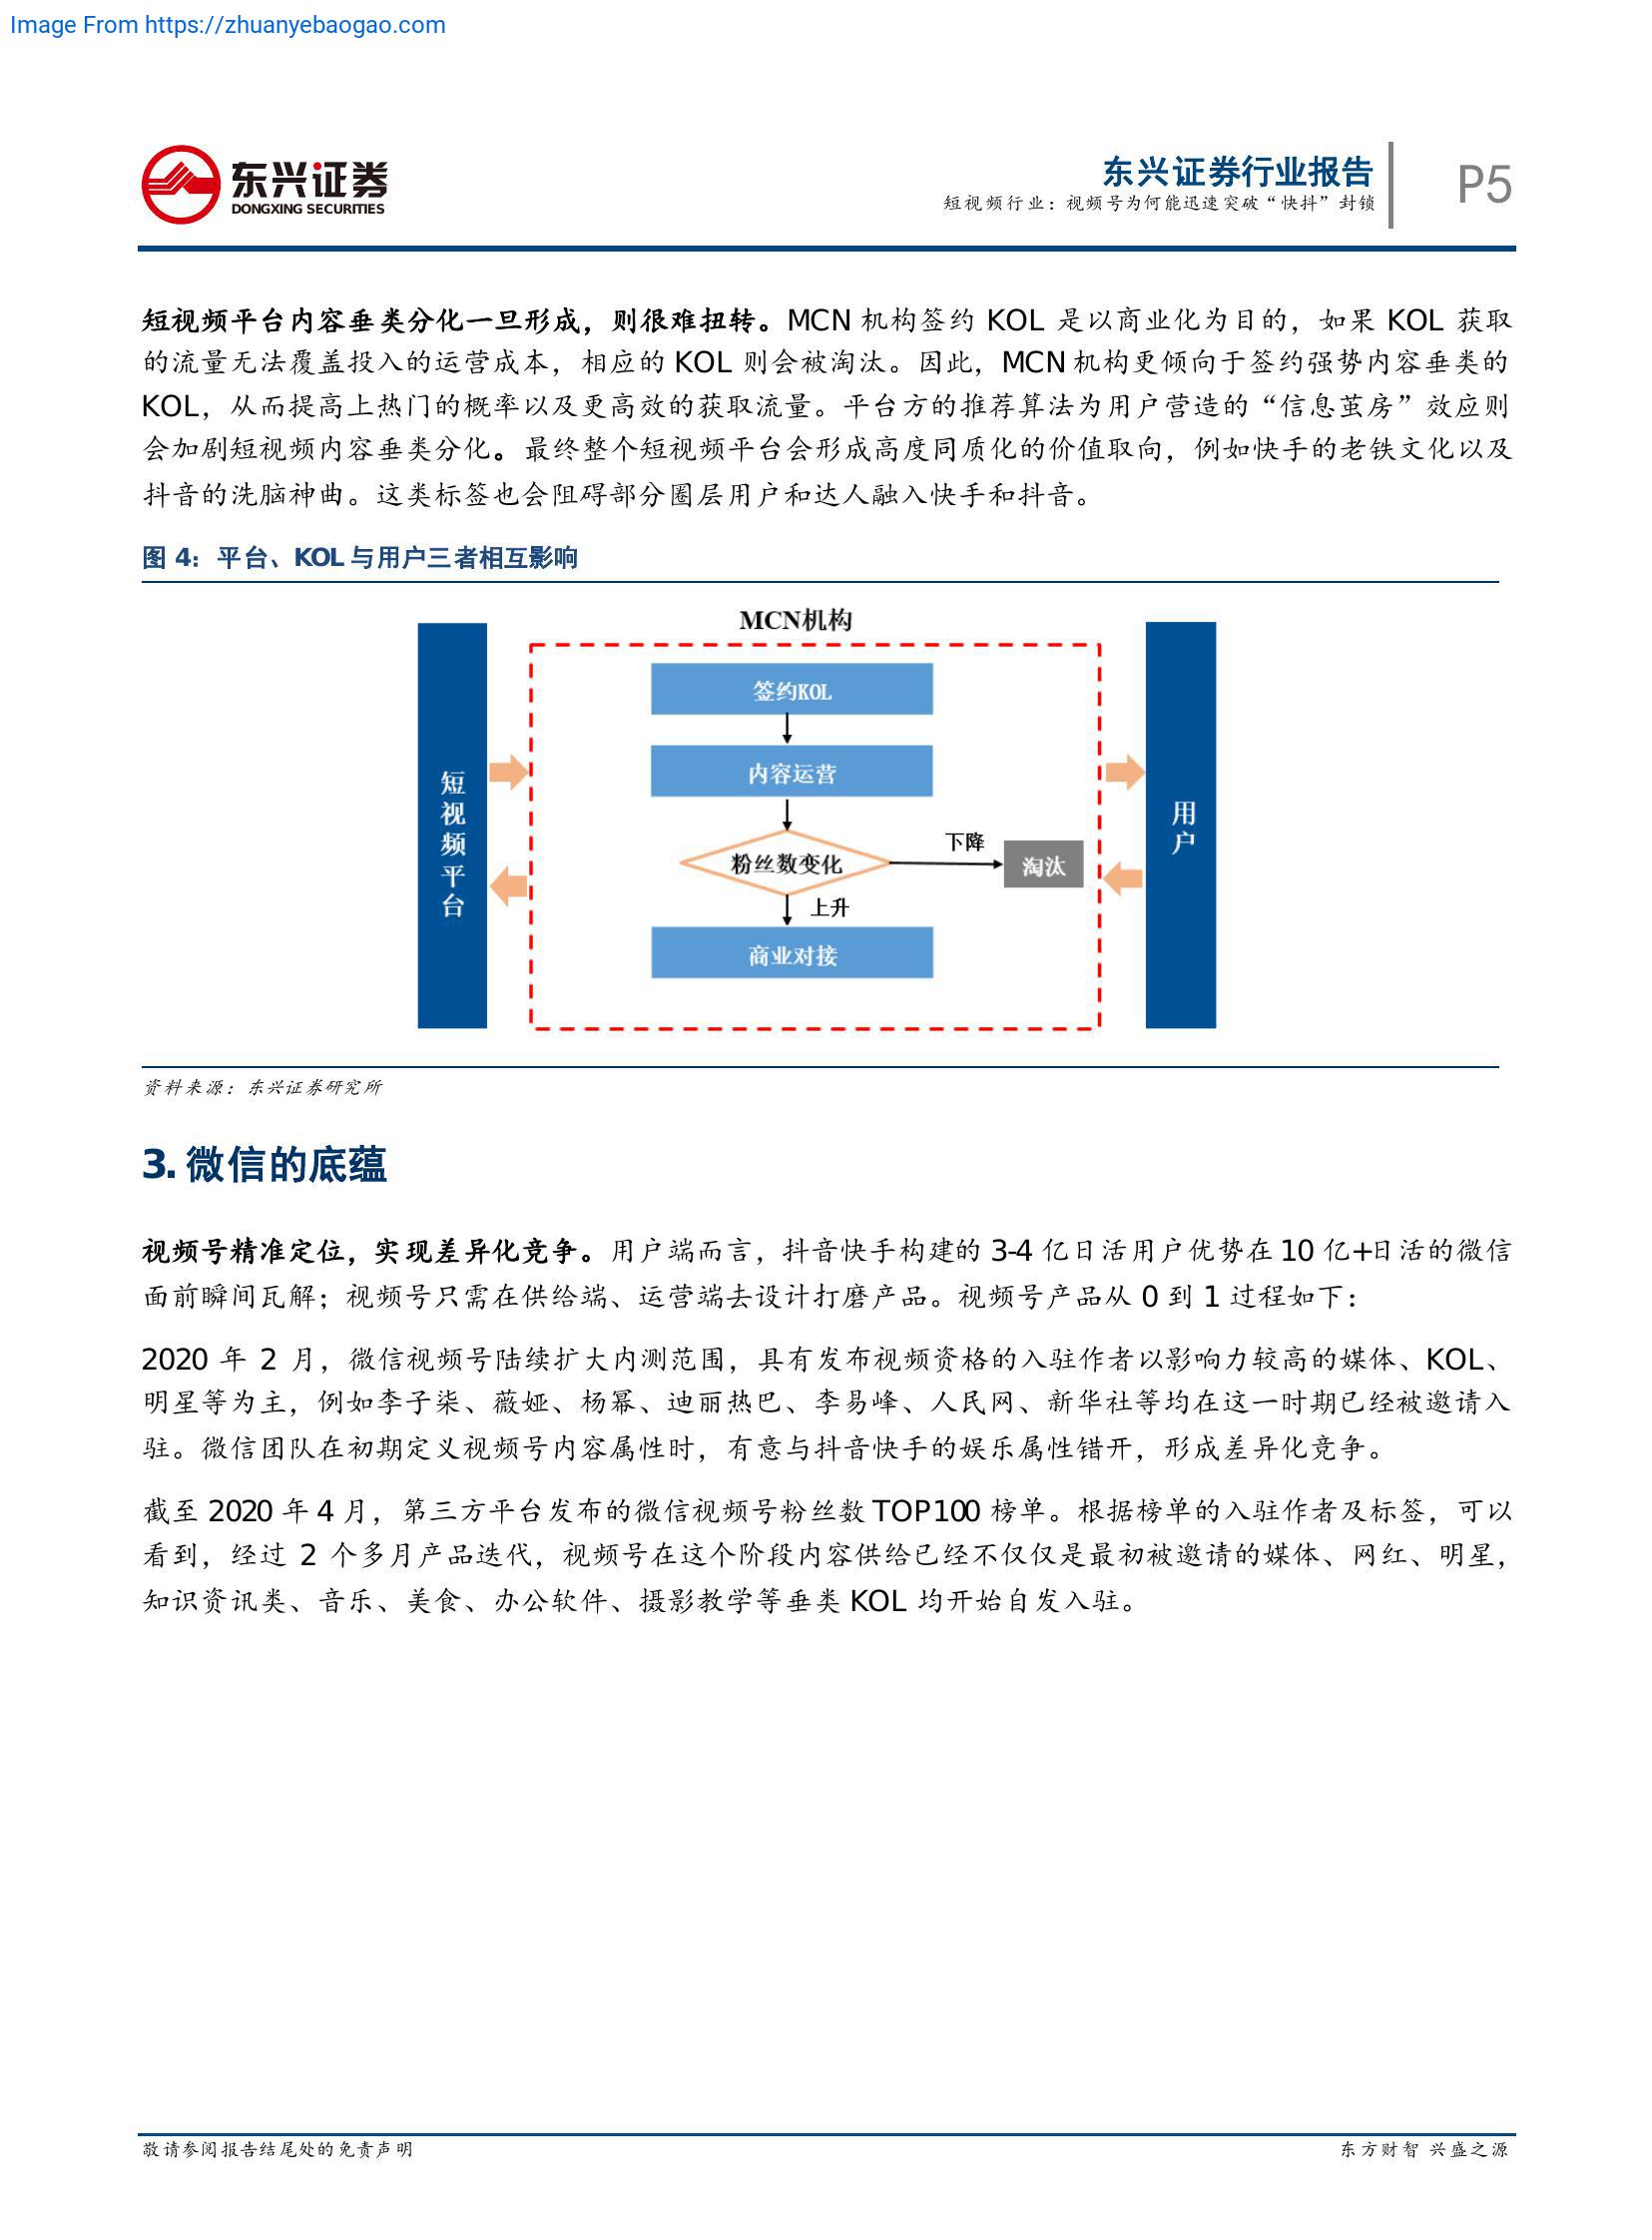 Image From https://zhuanyebaogao.com
东兴证券
DONGXING SECURITIES
东兴证券行业报告
短视频行业：视频号为何能迅速突破“快抖”封锁
P5
短视频平台内容垂类分化一旦形成，则很难扭转。MCN 机构签约 KOL 是以商业化为目的，如果 KOL 获取
的流量无法覆盖投入的运营成本，相应的 KOL 则会被淘汰。因此，MCN 机构更倾向于签约强势内容垂类的
KOL，从而提高上热门的概率以及更高效的获取流量。平台方的推荐算法为用户营造的“信息茧房”效应则
会加剧短视频内容垂类分化。最终整个短视频平台会形成高度同质化的价值取向，例如快手的老铁文化以及
抖音的洗脑神曲。这类标签也会阻碍部分圈层用户和达人融入快手和抖音。
图 4：平台、KOL 与用户三者相互影响
MCN机构
短视频平台
签约KOL
内容运营
粉丝数变化
下降
淘汰
上升
商业对接
用户
资料来源：东兴证券研究所
3. 微信的底蕴
视频号精准定位，实现差异化竞争。用户端而言，抖音快手构建的 3-4 亿日活用户优势在 10 亿+日活的微信
面前瞬间瓦解；视频号只需在供给端、运营端去设计打磨产品。视频号产品从 0 到 1 过程如下：
2020 年 2 月，微信视频号陆续扩大内测范围，具有发布视频资格的入驻作者以影响力较高的媒体、KOL、
明星等为主，例如李子柒、薇娅、杨幂、迪丽热巴、李易峰、人民网、新华社等均在这一时期已经被邀请入
驻。微信团队在初期定义视频号内容属性时，有意与抖音快手的娱乐属性错开，形成差异化竞争。
截至 2020 年 4 月，第三方平台发布的微信视频号粉丝数 TOP100 榜单。根据榜单的入驻作者及标签，可以
看到，经过 2 个多月产品迭代，视频号在这个阶段内容供给已经不仅仅是最初被邀请的媒体、网红、明星，
知识资讯类、音乐、美食、办公软件、摄影教学等垂类 KOL 均开始自发入驻。
敬请参阅报告结尾处的免责声明
东方财智 兴盛之源